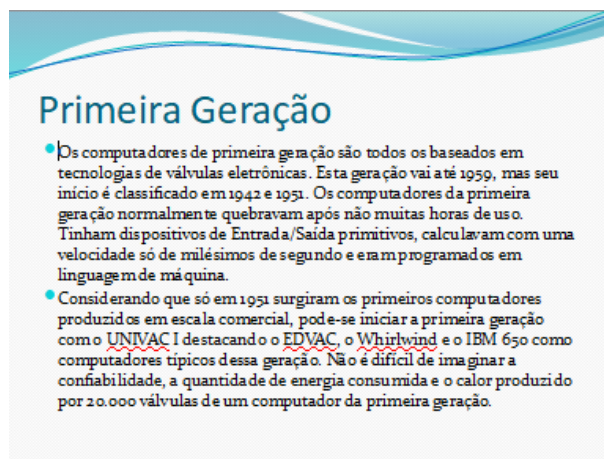 Primeira Geração
Os computadores de primeira geração são todos os baseados em
tecnologias de válvulas eletrônicas. Esta geração vai até 1959, mas seu
início é classificado em 1942 e 1951. Os computadores da primeira
geração normalmente quebravam após não muitas horas de uso.
Tinham dispositivos de Entrada/Saída primitivos, calculavam com uma
velocidade só de milésimos de segundo e eram programados em
linguagem de máquina.
Considerando que só em 1951 surgiram os primeiros computadores
produzidos em escala comercial, pode-se iniciar a primeira geração
com o UNIVAC I destacando o EDVAC, o Whirlwind e o IBM 650 como
computadores típicos dessa geração. Não é difícil de imaginar a
confiabilidade, a quantidade de energia consumida e o calor produzido
por 20.000 válvulas de um computador da primeira geração.